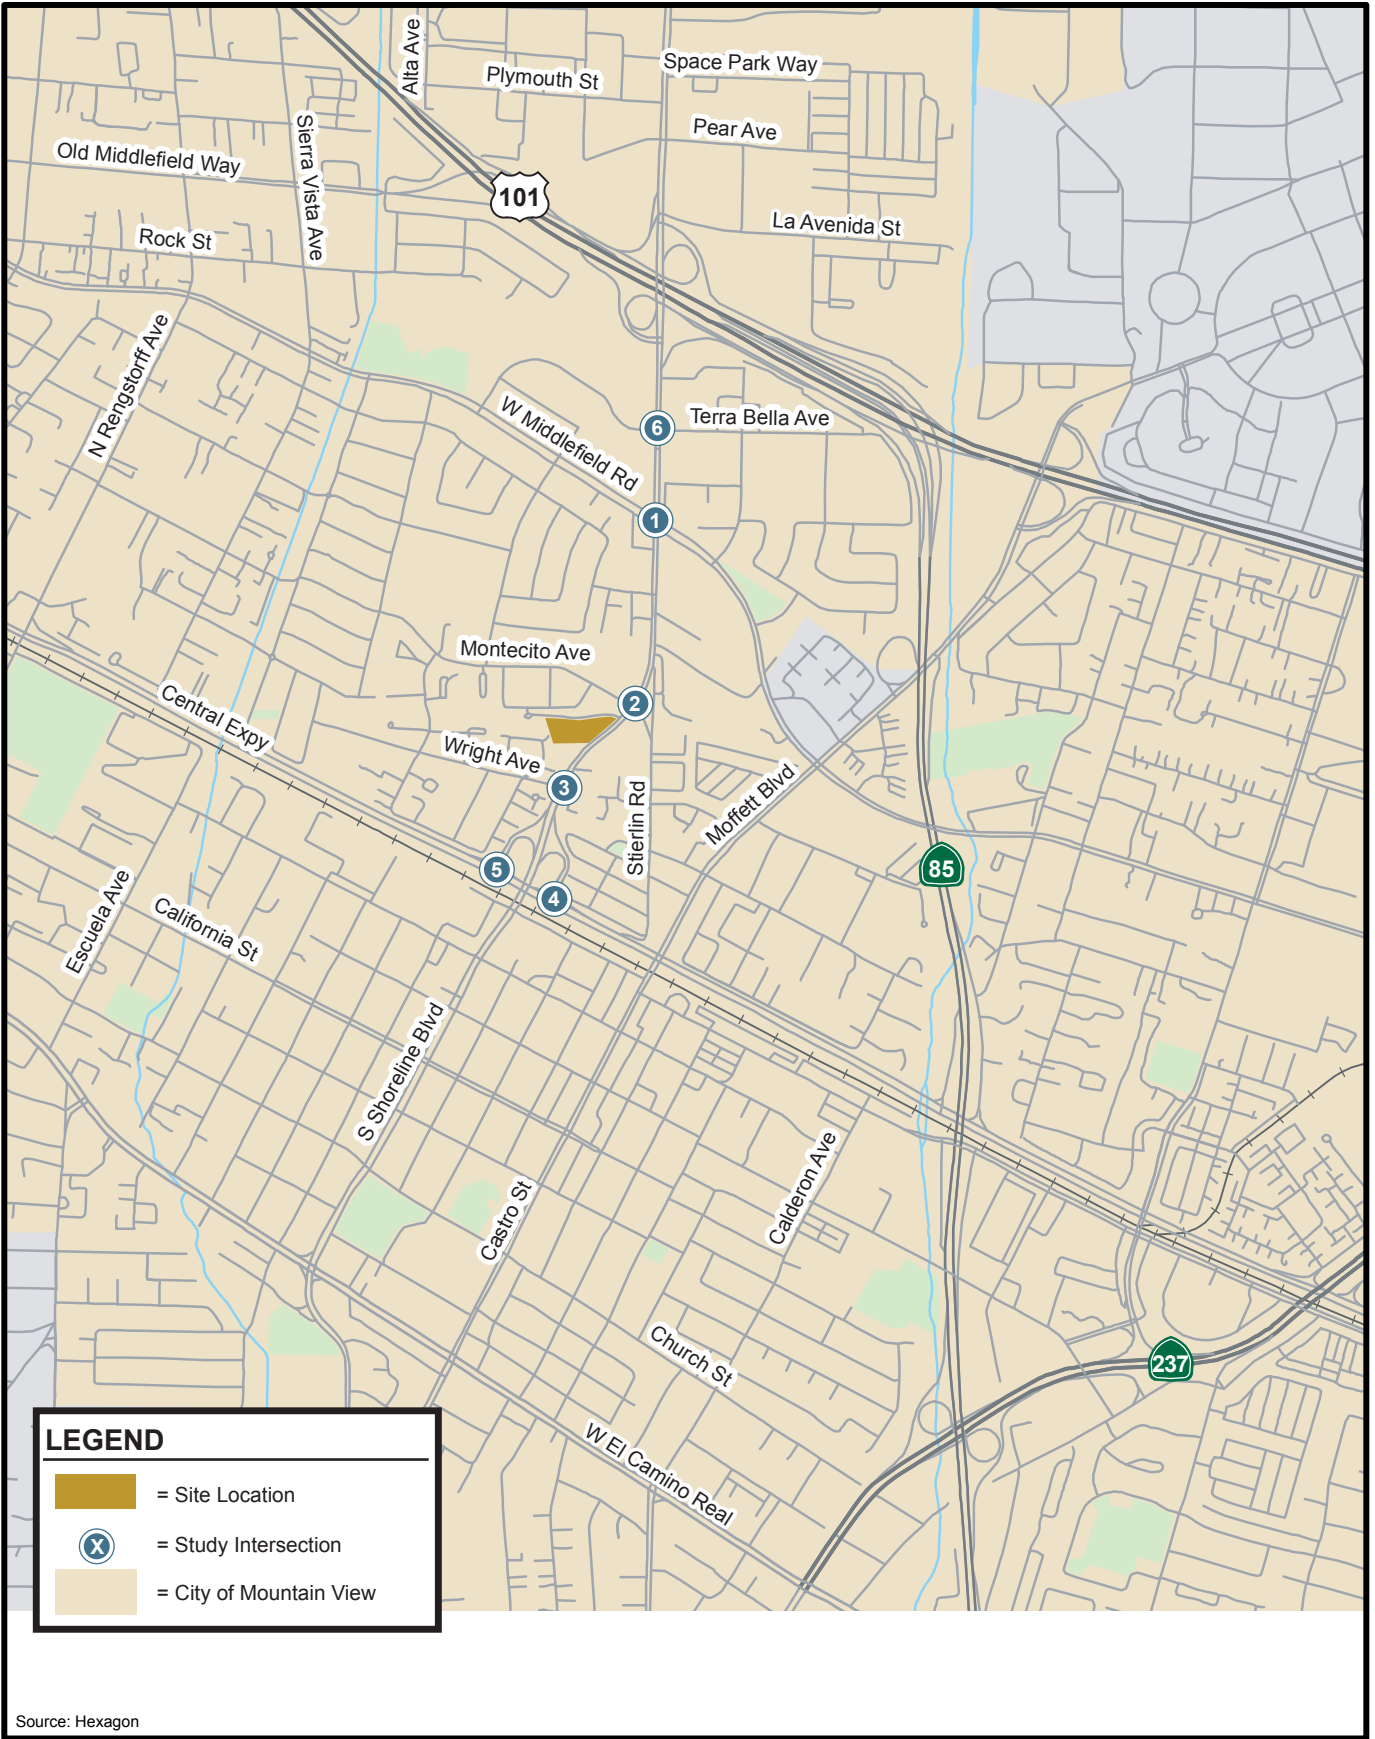 Alta Ave
Plymouth St
Space Park Way
Pear Ave
Sierra Vista Ave
Old Middlefield Way
101
Rock St
La Avenida St
N Rengstorff Ave
W Middlefield Rd
6
Terra Bella Ave
1
Montecito Ave
Central Expy
2
Wright Ave
3
Stierlin Rd
Moffett Blvd
5
4
85
Escuela Ave
California St
S Shoreline Blvd
Castro St
Calderon Ave
Church St
237
W El Camino Real
LEGEND
= Site Location
X = Study Intersection
= City of Mountain View
Source: Hexagon